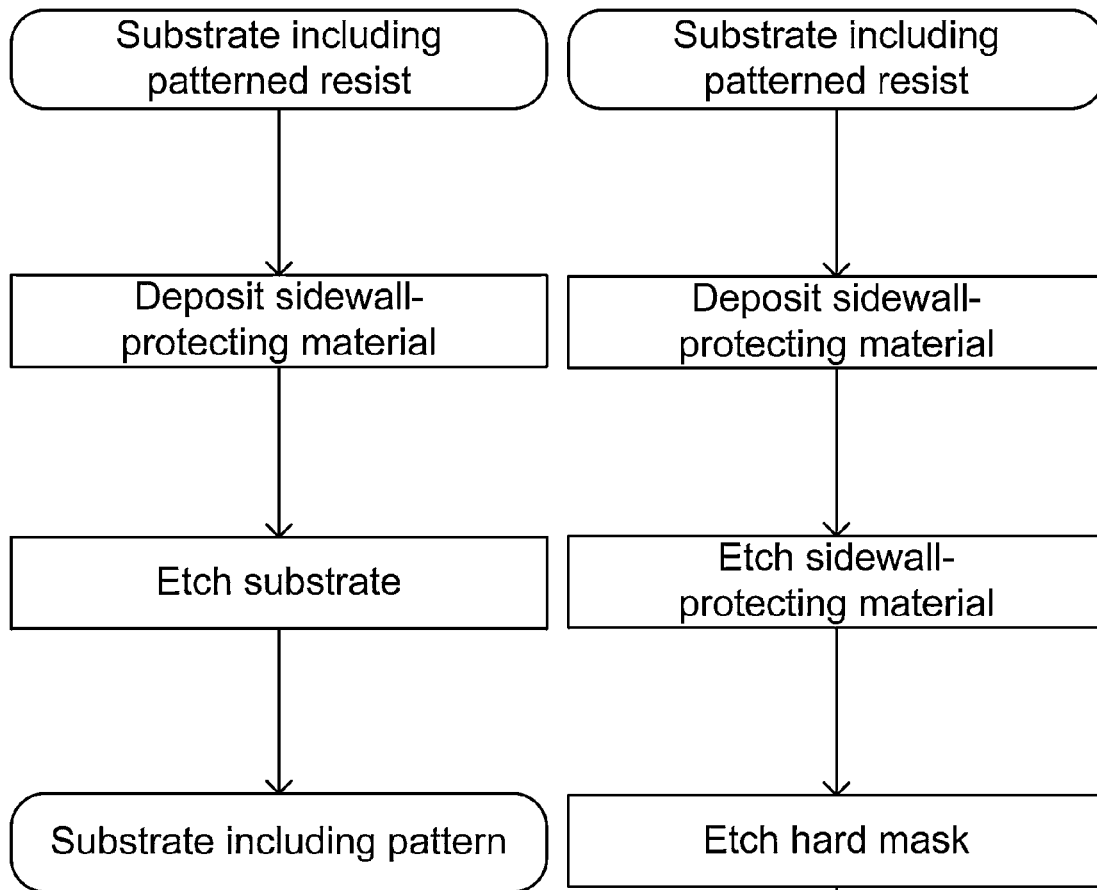 Substrate including
patterned resist
Deposit sidewall-
protecting material
Etch substrate
Substrate including pattern
Substrate including
patterned resist
Deposit sidewall-
protecting material
Etch sidewall-
protecting material
Etch hard mask